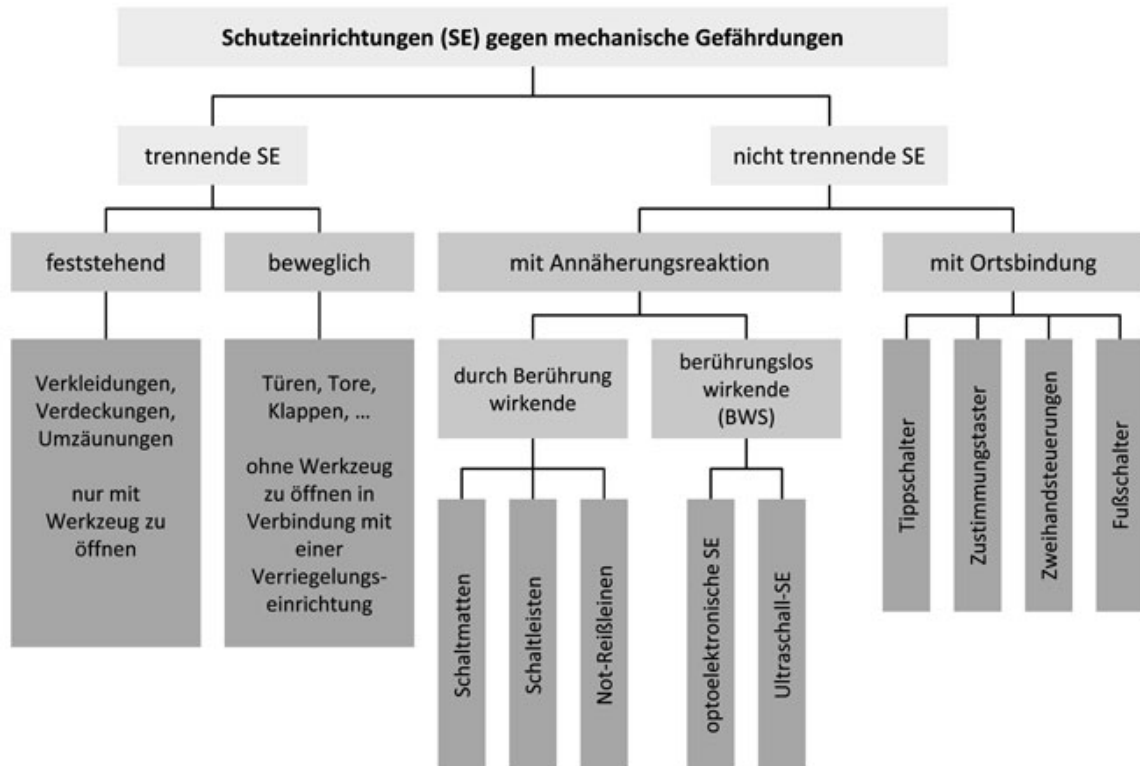 Schutzeinrichtungen (SE) gegen mechanische Gefährdungen
trennende SE
nicht trennende SE
feststehend
beweglich
mit Annäherungsreaktion
mit Ortsbindung
Verkleidungen,
Verdeckungen,
Umzäunungen
nur mit
Werkzeug zu
öffnen
Türen, Tore,
Klappen, ...
ohne Werkzeug
zu öffnen in
Verbindung mit
einer
Verriegelungs-
einrichtung
durch Berührung
wirkende
berührungslos
wirkende
(BWS)
Schaltmatten
Schaltleisten
Not-Reißleinen
optoelektronische SE
Ultraschall-SE
Tippschalter
Zustimmungstaster
Zweihandsteuerungen
Fußschalter